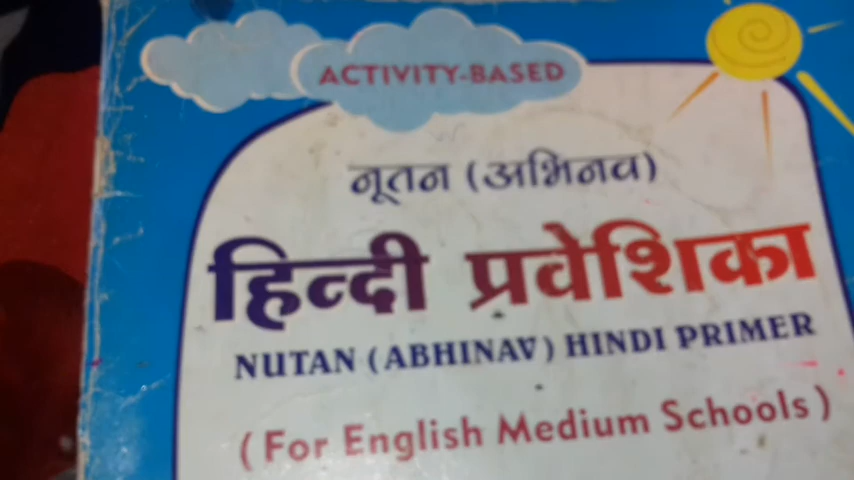 ACTIVITY-BASED
नूतन (अभिनव)
हिन्दी प्रवेशिका
NUTAN (ABHINAV) HINDI PRIMER
(For English Medium Schools)